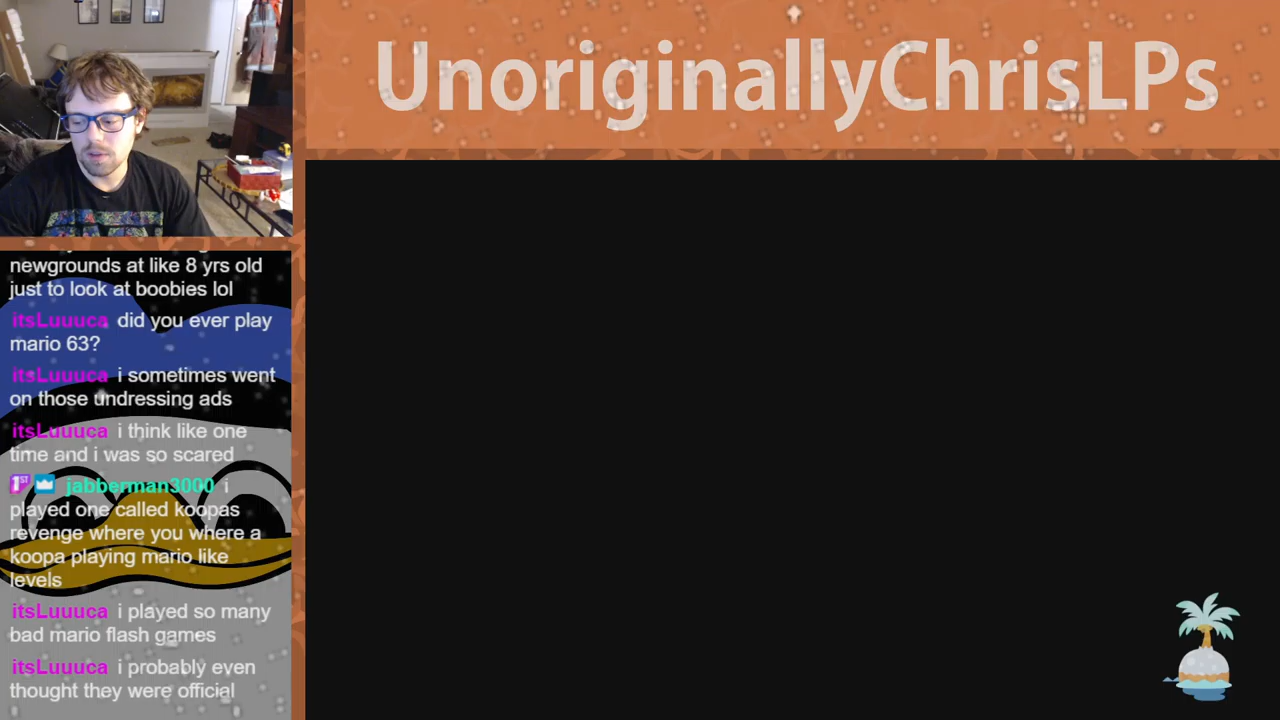 UnoriginallyChrisLPs
newgrounds at like 8 yrs old
just to look at boobies lol
itsLuuuca did you ever play
mario 63?
itsLuuuca i sometimes went
on those undressing ads
itsLuuuca i think like one
time and i was so scared
1ST jabberman3000 i
played one called koopas
revenge where you where a
koopa playing mario like
levels
itsLuuuca i played so many
bad mario flash games
itsLuuuca i probably even
thought they were official